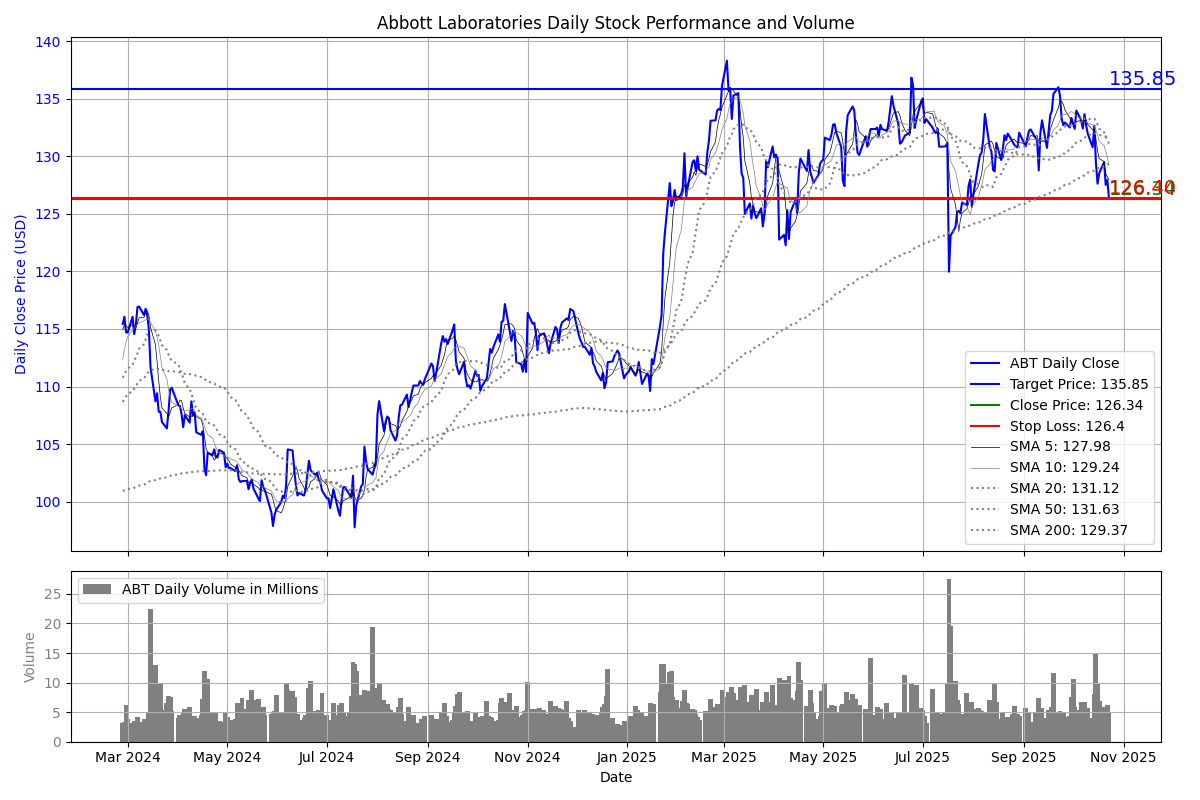 Abbott Laboratories Daily Stock Performance and Volume
140
135
130
125
120
115
110
105
100
Daily Close Price (USD)
135.85
126.34
126.40
ABT Daily Close
Target Price: 135.85
Close Price: 126.34
Stop Loss: 126.4
SMA 5: 127.98
SMA 10: 129.24
SMA 20: 131.12
SMA 50: 131.63
SMA 200: 129.37
ABT Daily Volume in Millions
25
20
15
10
5
0
Volume
Mar 2024
May 2024
Jul 2024
Sep 2024
Nov 2024
Jan 2025
Mar 2025
May 2025
Jul 2025
Sep 2025
Nov 2025
Date